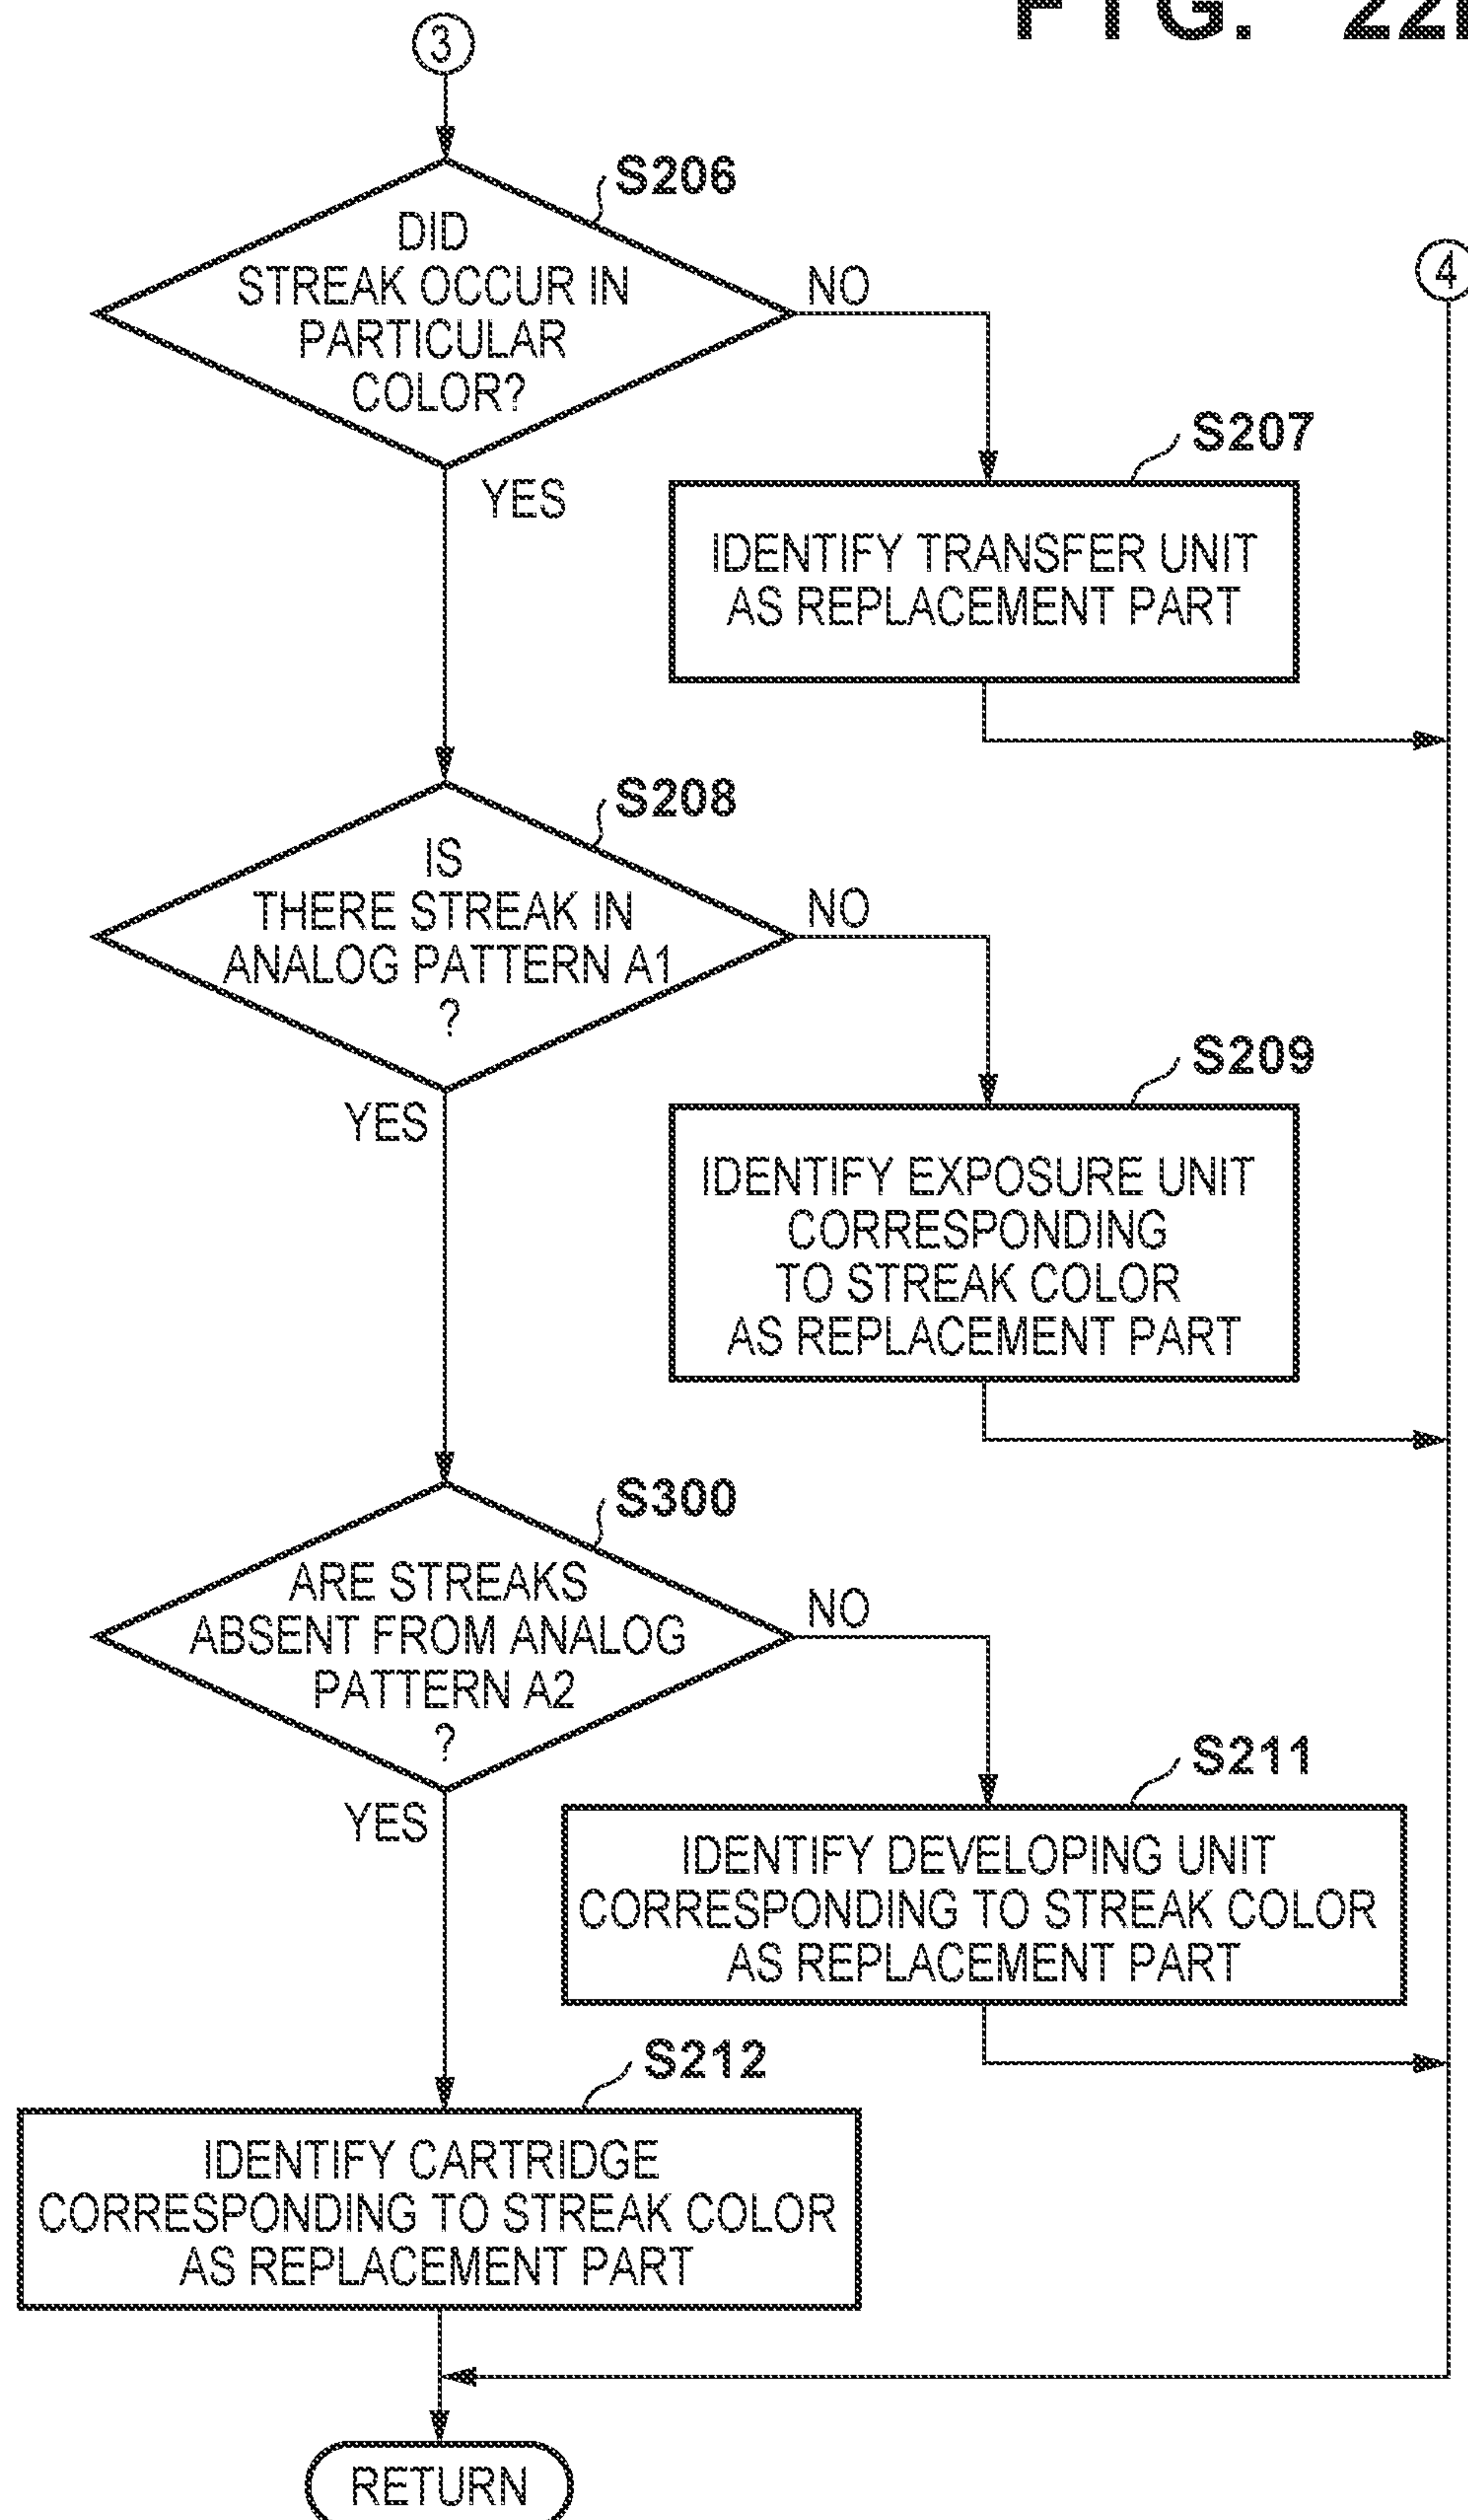 FIG. 22
3
S206
DID
STREAK OCCUR IN
PARTICULAR
COLOR?
NO
YES
4
S207
IDENTIFY TRANSFER UNIT
AS REPLACEMENT PART
S208
IS
THERE STREAK IN
ANALOG PATTERN A1
?
NO
YES
S209
IDENTIFY EXPOSURE UNIT
CORRESPONDING
TO STREAK COLOR
AS REPLACEMENT PART
S300
ARE STREAKS
ABSENT FROM ANALOG
PATTERN A2
?
NO
YES
S211
IDENTIFY DEVELOPING UNIT
CORRESPONDING TO STREAK COLOR
AS REPLACEMENT PART
S212
IDENTIFY CARTRIDGE
CORRESPONDING TO STREAK COLOR
AS REPLACEMENT PART
RETURN